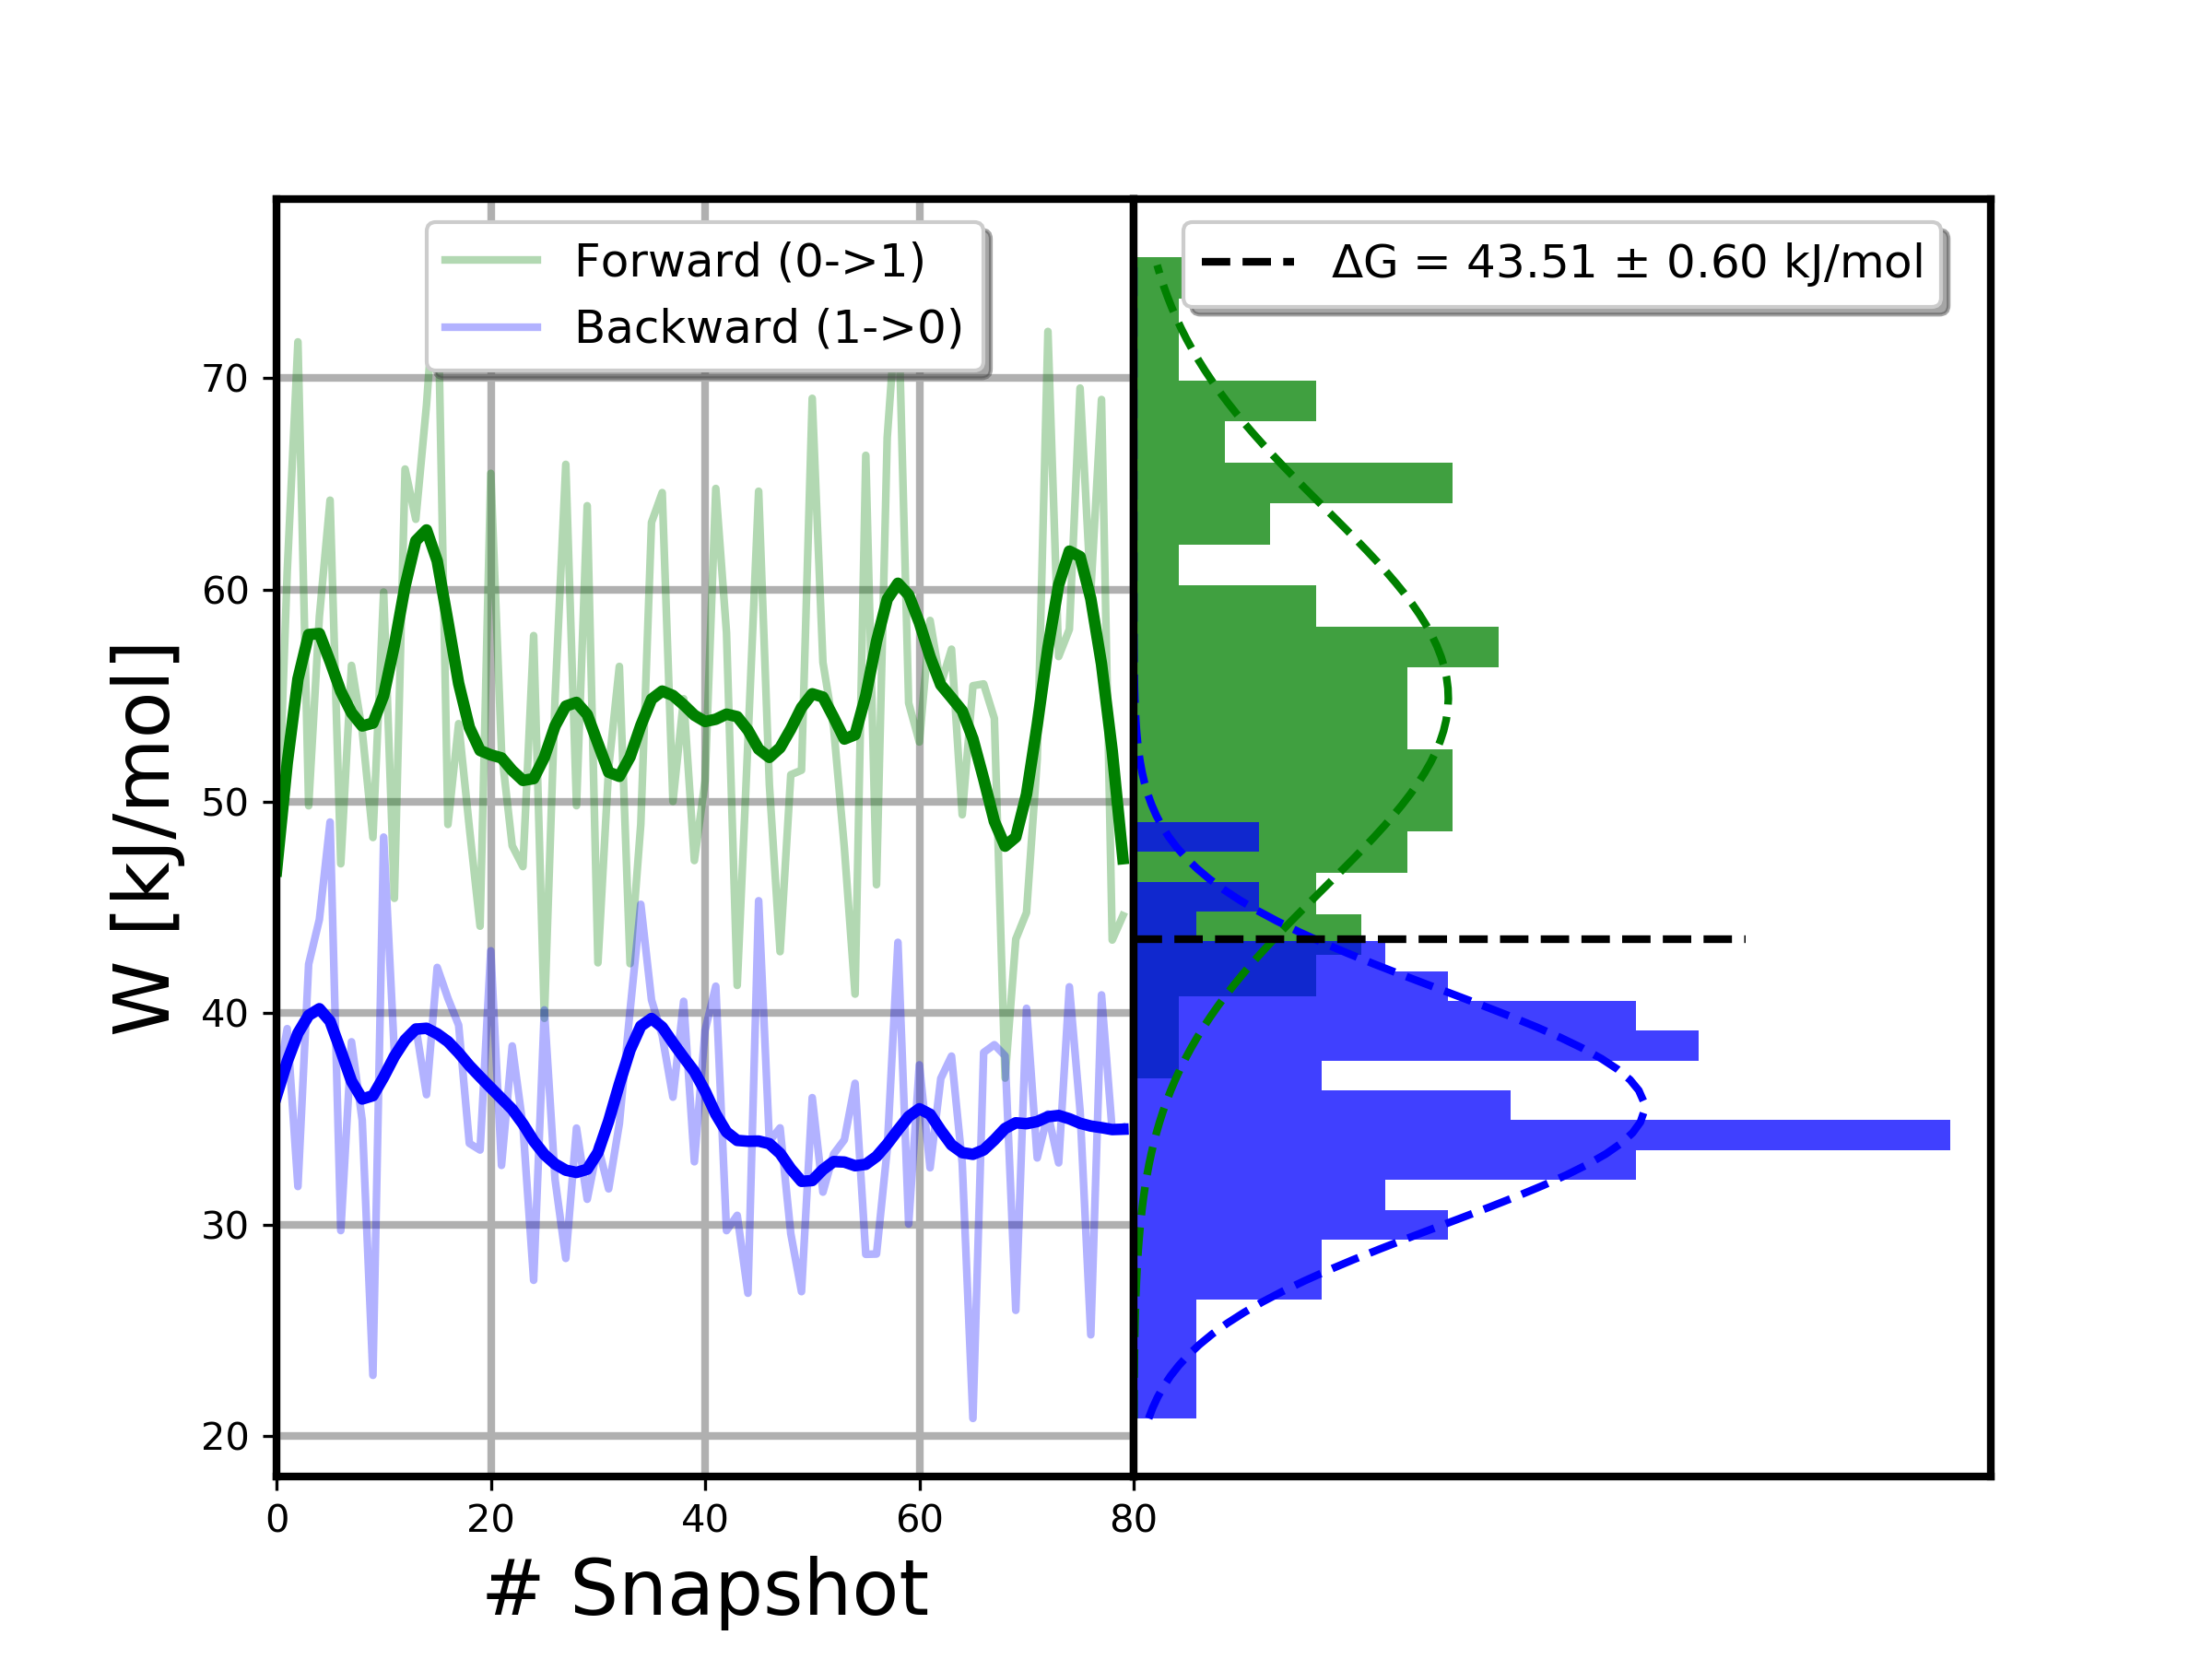 Forward (0->1)
Backward (1->0)
ΔG = 43.51 ± 0.60 kJ/mol
W [kJ/mol]
70
60
50
40
30
20
0 20 40 60 80
# Snapshot